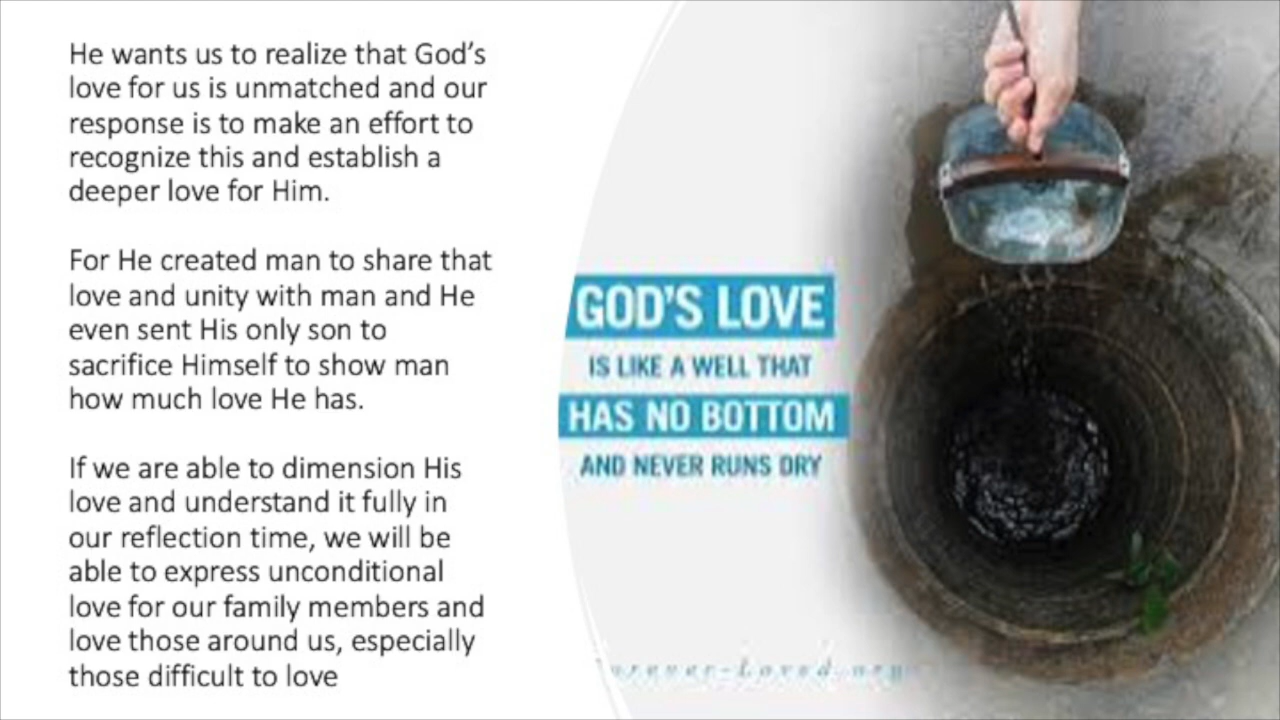 He wants us to realize that God's
love for us is unmatched and our
response is to make an effort to
recognize this and establish a
deeper love for Him.
For He created man to share that
love and unity with man and He
even sent His only son to
sacrifice Himself to show man
how much love He has.
If we are able to dimension His
love and understand it fully in
our reflection time, we will be
able to express unconditional
love for our family members and
love those around us, especially
those difficult to love
GOD'S LOVE
IS LIKE A WELL THAT
HAS NO BOTTOM
AND NEVER RUNS DRY